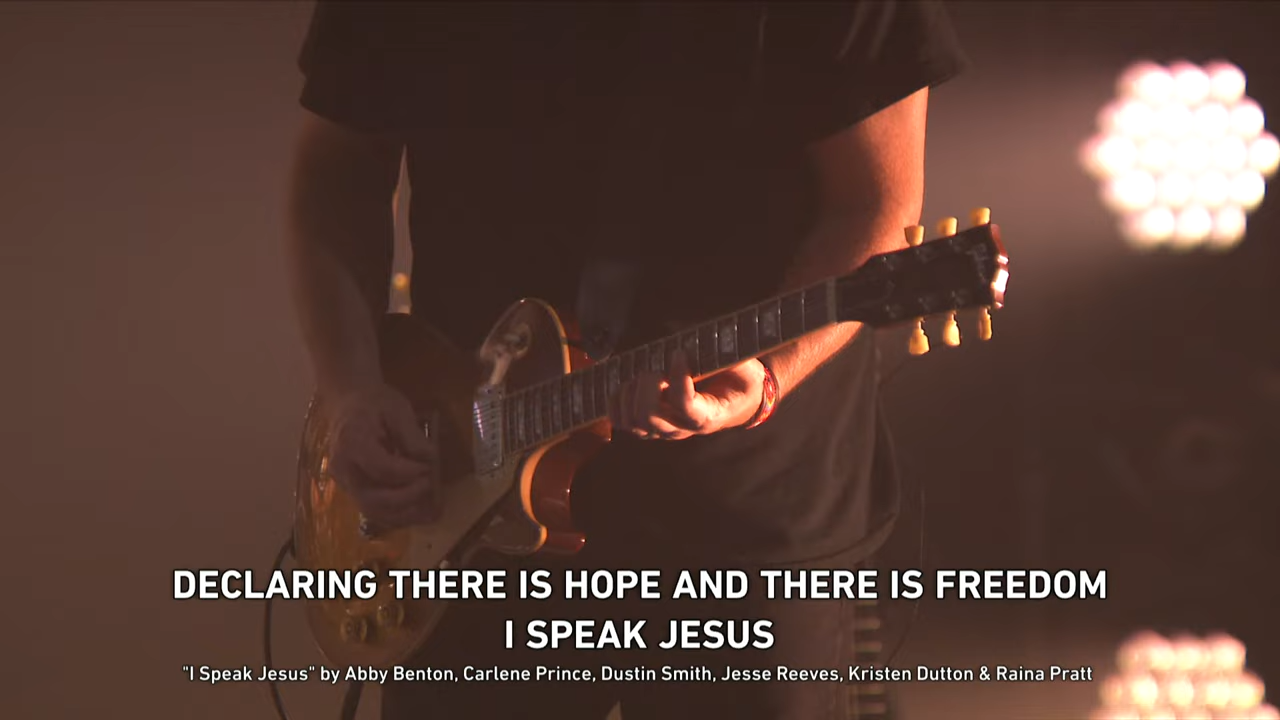 DECLARING THERE IS HOPE AND THERE IS FREEDOM
I SPEAK JESUS
"I Speak Jesus" by Abby Benton, Carlene Prince, Dustin Smith, Jesse Reeves, Kristen Dutton & Raina Pratt